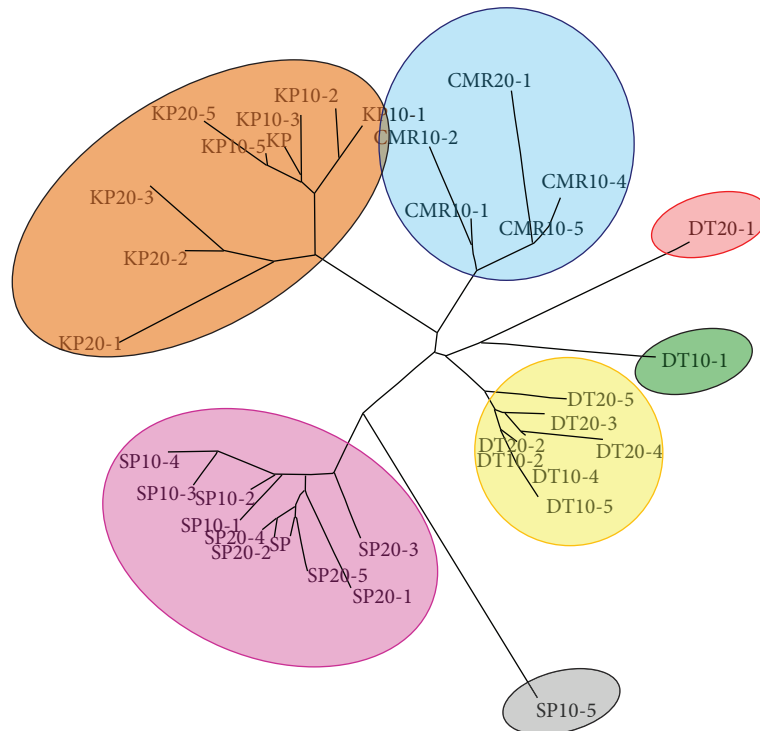 CMR20-1
KP10-2
KP20-5
KP10-3
KP10-1
KP
CMR10-2
KP10-5
CMR10-4
KP20-3
CMR10-1
CMR10-5
DT20-1
KP20-2
KP20-1
DT10-1
DT20-5
DT20-3
DT20-2
DT20-4
DT10-2
SP10-4
DT10-4
SP10-3
SP10-2
DT10-5
SP10-1
SP20-4
SP
SP20-3
SP20-2
SP20-5
SP20-1
SP10-5